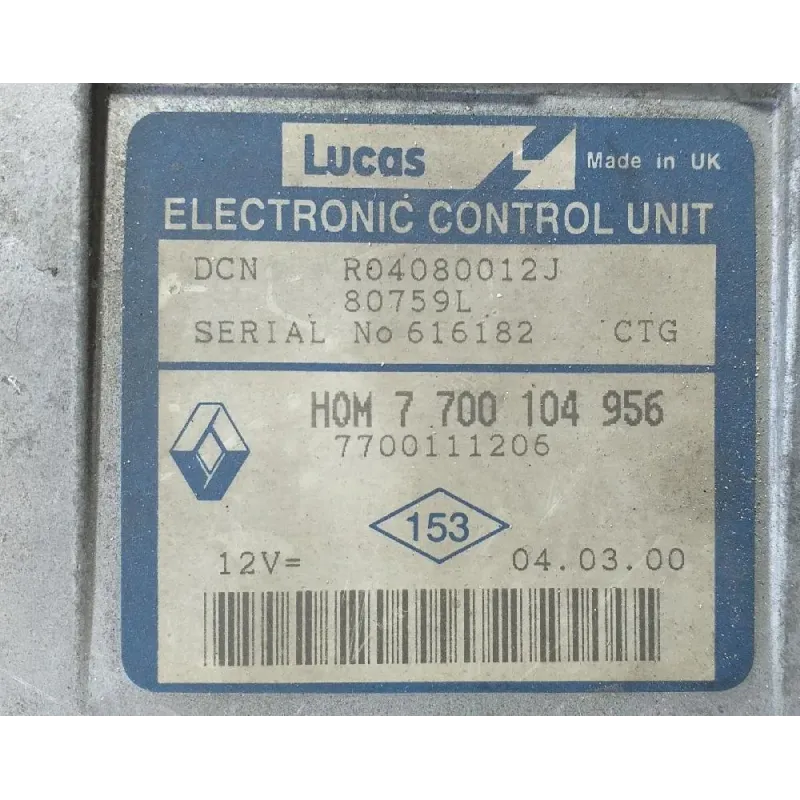 Lucas Made in UK
ELECTRONIC CONTROL UNIT
DCN R04080012J
80759L
SERIAL No 616182 CTG
HOM 7 700 104 956
7700111206
153
12V= 04.03.00